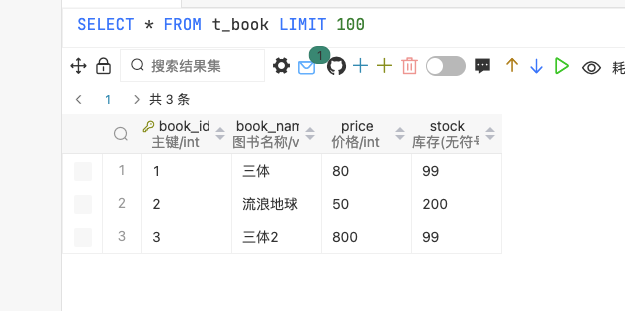 SELECT * FROM t_book LIMIT 100
搜索结果集
1
耗
1
共 3 条
book_id book_nam price stock
主键/int 图书名称/v 价格/int 库存(无符号
1 1 三体 80 99
2 2 流浪地球 50 200
3 3 三体2 800 99